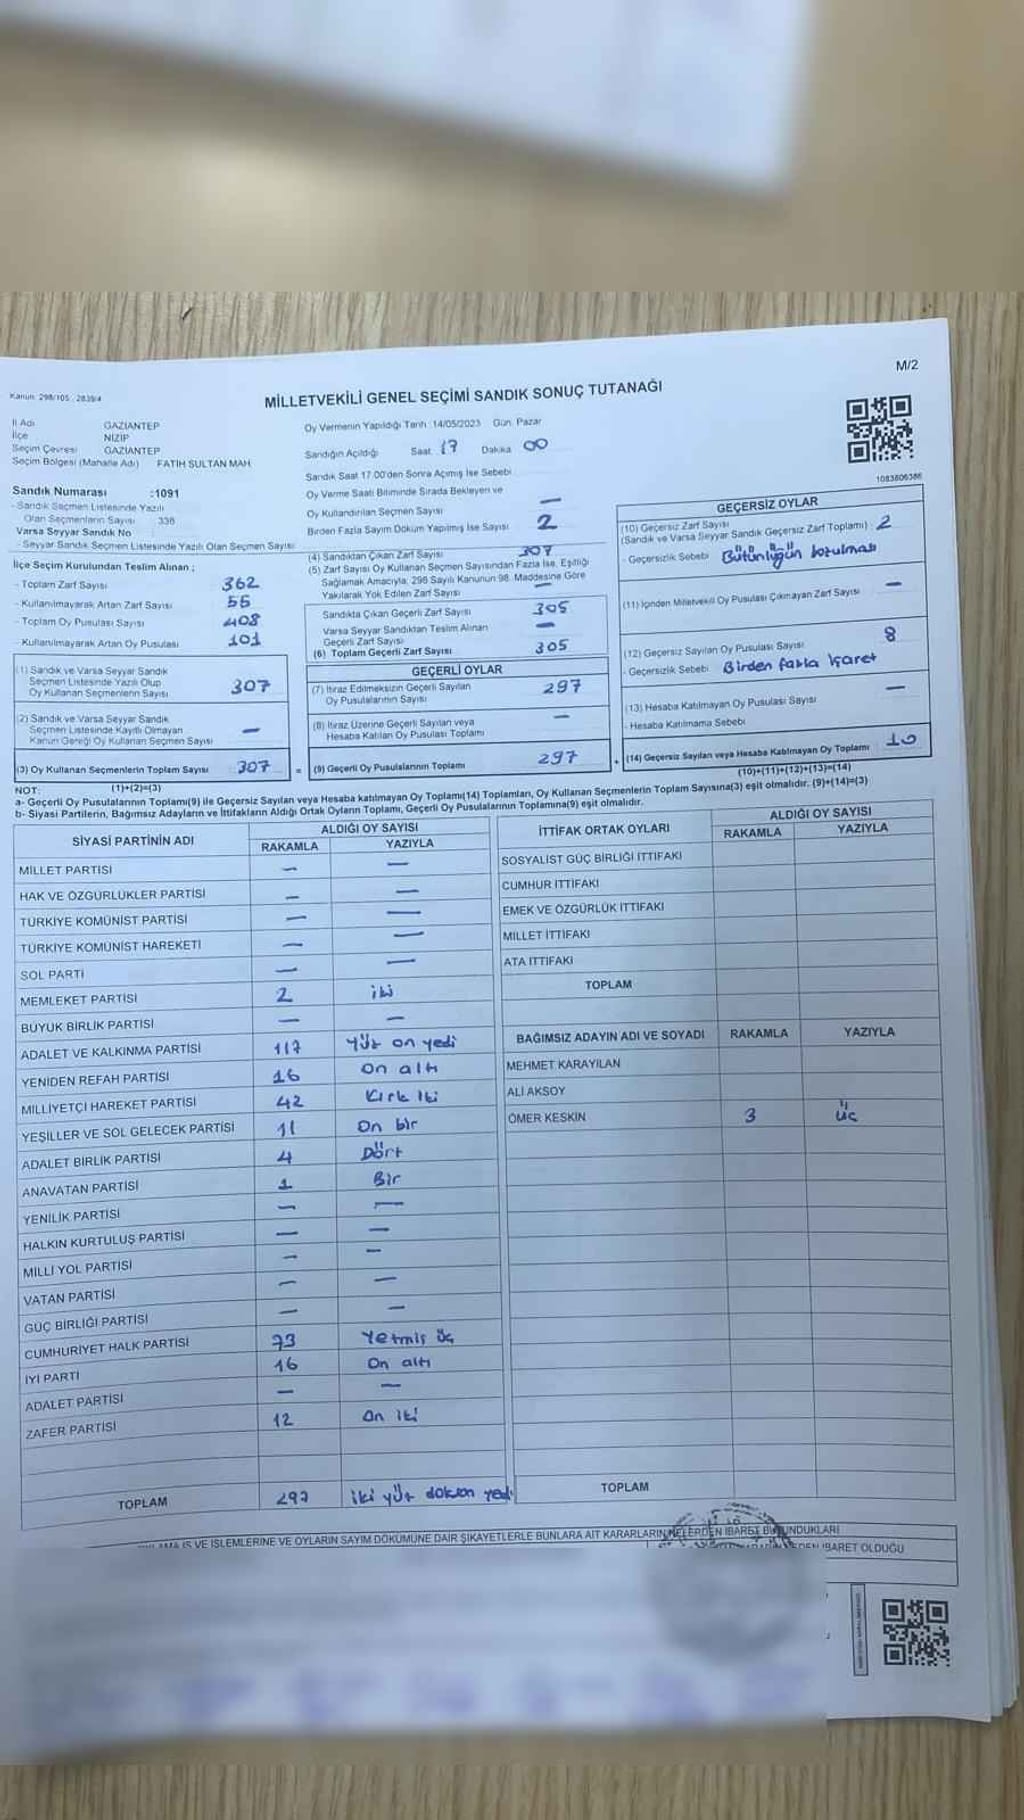 M/2
Kanun: 298/105 , 2839/4
MİLLETVEKİLİ GENEL SEÇİMİ SANDIK SONUÇ TUTANAĞI
İl Adı GAZİANTEP
İlçe NİZİP
Seçim Çevresi GAZİANTEP
Seçim Bölgesi (Mahalle Adı) FATİH SULTAN MAH.
Sandık Numarası :1091
- Sandık Seçmen Listesinde Yazılı
Olan Seçmenlerin Sayısı 338
Varsa Seyyar Sandık No
- Seyyar Sandık Seçmen Listesinde Yazılı Olan Seçmen Sayısı
İlçe Seçim Kurulundan Teslim Alınan ;
- Toplam Zarf Sayısı 362
- Kullanılmayarak Artan Zarf Sayısı 55
- Toplam Oy Pusulası Sayısı 408
- Kullanılmayarak Artan Oy Pusulası 101
(1) Sandık ve Varsa Seyyar Sandık
Seçmen Listesinde Yazılı Olup
Oy Kullanan Seçmenlerin Sayısı 307
(2) Sandık ve Varsa Seyyar Sandık
Seçmen Listesinde Kayıtlı Olmayan
Kanun Gereği Oy Kullanan Seçmen Sayısı —
(3) Oy Kullanan Seçmenlerin Toplam Sayısı 307
Oy Vermenin Yapıldığı Tarih : 14/05/2023 Gün: Pazar
Sandığın Açıldığı Saat 17 Dakika 00
Sandık Saat 17.00'den Sonra Açımış İse Sebebi
Oy Verme Saati Bitiminde Sırada Bekleyen ve
Oy Kullandırılan Seçmen Sayısı —
Birden Fazla Sayım Döküm Yapılmış İse Sayısı 2
(4) Sandıktan Çıkan Zarf Sayısı 307
(5) Zarf Sayısı Oy Kullanan Seçmen Sayısından Fazla İse, Eşitliği
Sağlamak Amacıyla, 298 Sayılı Kanunun 98. Maddesine Göre
Yakılarak Yok Edilen Zarf Sayısı —
Sandıkta Çıkan Geçerli Zarf Sayısı 305
Varsa Seyyar Sandıktan Teslim Alınan
Geçerli Zarf Sayısı —
(6) Toplam Geçerli Zarf Sayısı 305
GEÇERLİ OYLAR
(7) İtiraz Edilmeksizin Geçerli Sayılan
Oy Pusulalarının Sayısı 297
(8) İtiraz Üzerine Geçerli Sayılan veya
Hesaba Katılan Oy Pusulası Toplamı —
= (9) Geçerli Oy Pusulalarının Toplamı 297
1083806386
GEÇERSİZ OYLAR
(10) Geçersiz Zarf Sayısı
(Sandık ve Varsa Seyyar Sandık Geçersiz Zarf Toplamı) 2
- Geçersizlik Sebebi Bütünlüğün bozulması
(11) İçinden Milletvekili Oy Pusulası Çıkmayan Zarf Sayısı —
(12) Geçersiz Sayılan Oy Pusulası Sayısı 8
- Geçersizlik Sebebi Birden fazla işaret
(13) Hesaba Katılmayan Oy Pusulası Sayısı —
- Hesaba Katılmama Sebebi
+ (14) Geçersiz Sayılan veya Hesaba Katılmayan Oy Toplamı 10
NOT: (1)+(2)=(3) (10)+(11)+(12)+(13)=(14)
a- Geçerli Oy Pusulalarının Toplamı(9) ile Geçersiz Sayılan veya Hesaba katılmayan Oy Toplamı(14) Toplamları, Oy Kullanan Seçmenlerin Toplam Sayısına(3) eşit olmalıdır. (9)+(14)=(3)
b- Siyasi Partilerin, Bağımsız Adayların ve İttifakların Aldığı Ortak Oyların Toplamı, Geçerli Oy Pusulalarının Toplamına(9) eşit olmalıdır.
SİYASİ PARTİNİN ADI ALDIĞI OY SAYISI
RAKAMLA YAZIYLA
MİLLET PARTİSİ — —
HAK VE ÖZGÜRLÜKLER PARTİSİ — —
TÜRKİYE KOMÜNİST PARTİSİ — —
TÜRKİYE KOMÜNİST HAREKETİ — —
SOL PARTİ — —
MEMLEKET PARTİSİ 2 iki
BÜYÜK BİRLİK PARTİSİ — —
ADALET VE KALKINMA PARTİSİ 117 Yüz on yedi
YENİDEN REFAH PARTİSİ 16 On altı
MİLLİYETÇİ HAREKET PARTİSİ 42 Kırk iki
YEŞİLLER VE SOL GELECEK PARTİSİ 11 On bir
ADALET BİRLİK PARTİSİ 4 Dört
ANAVATAN PARTİSİ 1 Bir
YENİLİK PARTİSİ — —
HALKIN KURTULUŞ PARTİSİ — —
MİLLİ YOL PARTİSİ — —
VATAN PARTİSİ — —
GÜÇ BİRLİĞİ PARTİSİ — —
CUMHURİYET HALK PARTİSİ 73 Yetmiş üç
İYİ PARTİ 16 On altı
ADALET PARTİSİ — —
ZAFER PARTİSİ 12 On iki
TOPLAM 297 iki yüz doksan yedi
İTTİFAK ORTAK OYLARI ALDIĞI OY SAYISI
RAKAMLA YAZIYLA
SOSYALİST GÜÇ BİRLİĞİ İTTİFAKI
CUMHUR İTTİFAKI
EMEK VE ÖZGÜRLÜK İTTİFAKI
MİLLET İTTİFAKI
ATA İTTİFAKI
TOPLAM
BAĞIMSIZ ADAYIN ADI VE SOYADI RAKAMLA YAZIYLA
MEHMET KARAYILAN
ALİ AKSOY
ÖMER KESKİN 3 üç
TOPLAM
İŞ VE İŞLEMLERİNE VE OYLARIN SAYIM DÖKÜMÜNE DAİR ŞİKAYETLERLE BUNLARA AİT KARARLARIN NELERDEN İBARET BULUNDUKLARI
İBARET OLDUĞU